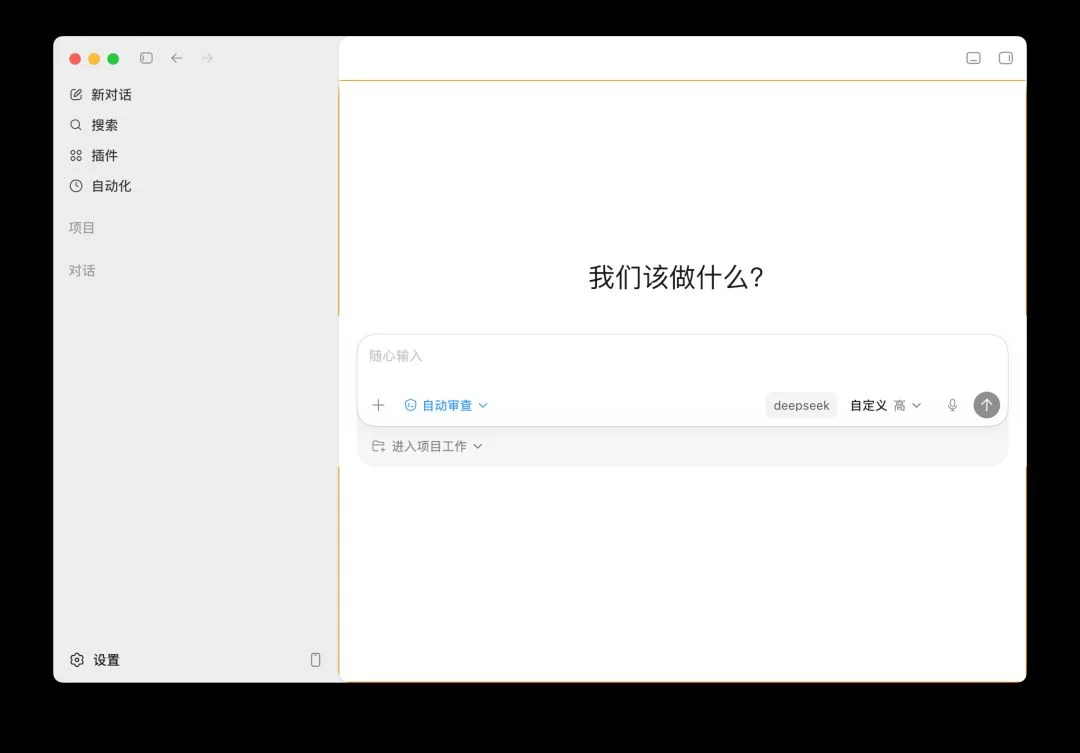 新对话
搜索
插件
自动化
项目
对话
我们该做什么?
随心输入
自动审查 deepseek 自定义 高
进入项目工作
设置